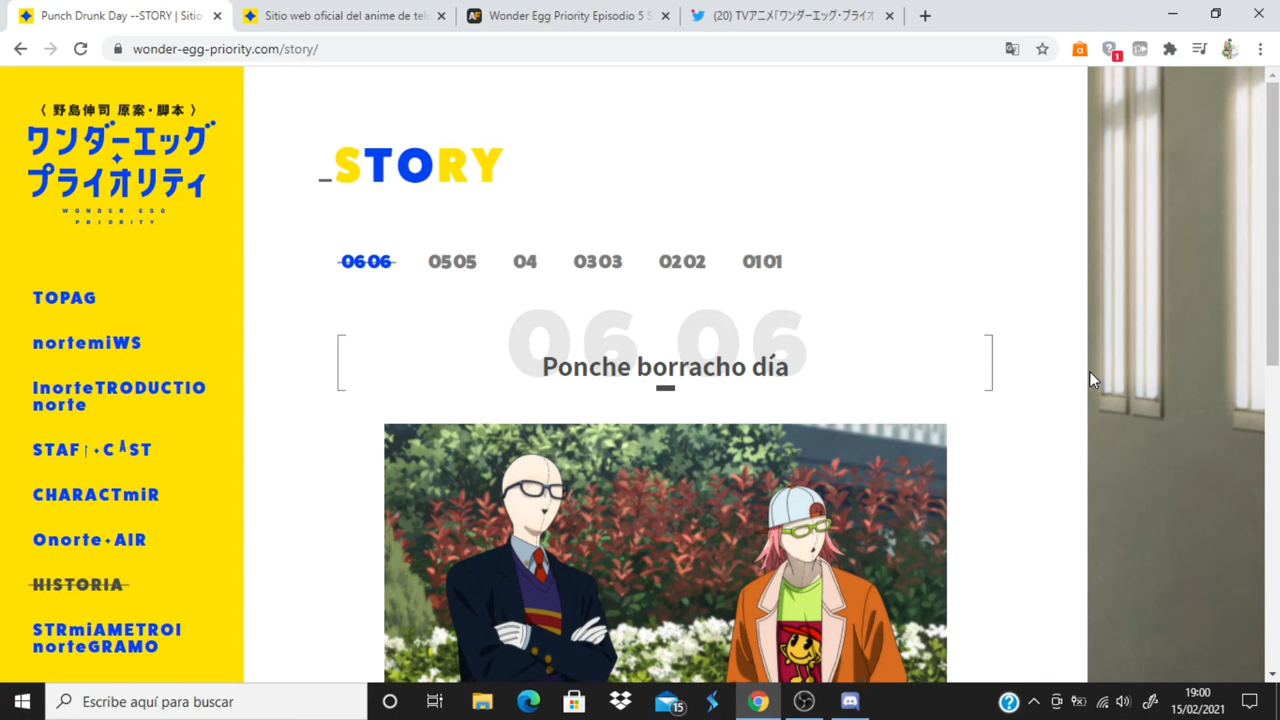 Punch Drunk Day --STORY | Sitio
Sitio web oficial del anime de tele
Wonder Egg Priority Episodio 5 S
(20) TVアニメ「ワンダーエッグ・プライオ
wonder-egg-priority.com/story/
1
〈 野島伸司 原案・脚本 〉
ワンダーエッグ
プライオリティ
WONDER EGG
PRIORITY
TOPAG
nortemiWS
InorteTRODUCTIO
norte
STAF
CAST
CHARACTmiR
Onorte AIR
HISTORIA
STRmiAMETROI
norteGRAMO
_STORY
0606 0505 04 0303 0202 0101
06 06
Ponche borracho día
Escribe aquí para buscar
15
19:00
15/02/2021